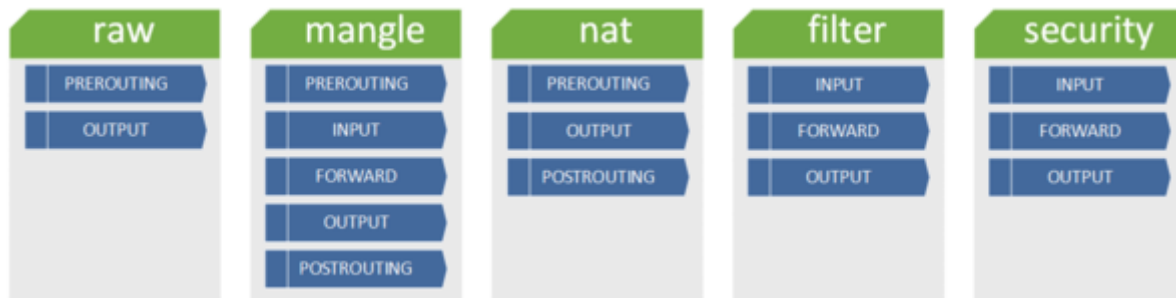 raw
PREROUTING
OUTPUT
mangle
PREROUTING
INPUT
FORWARD
OUTPUT
POSTROUTING
nat
PREROUTING
OUTPUT
POSTROUTING
filter
INPUT
FORWARD
OUTPUT
security
INPUT
FORWARD
OUTPUT